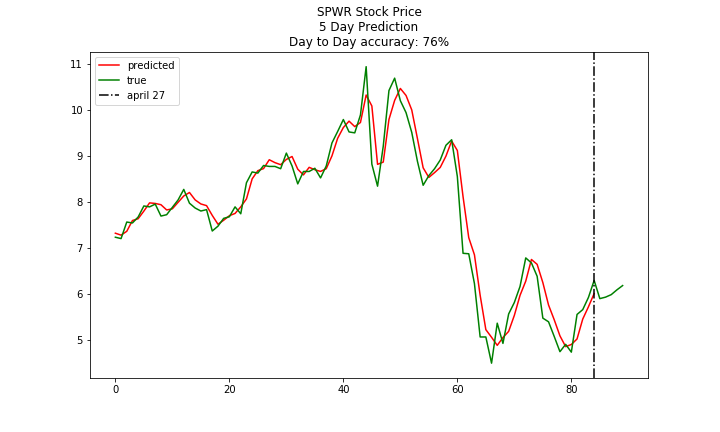 SPWR Stock Price
5 Day Prediction
Day to Day accuracy: 76%
predicted
true
april 27
11
10
9
8
7
6
5
0
20
40
60
80